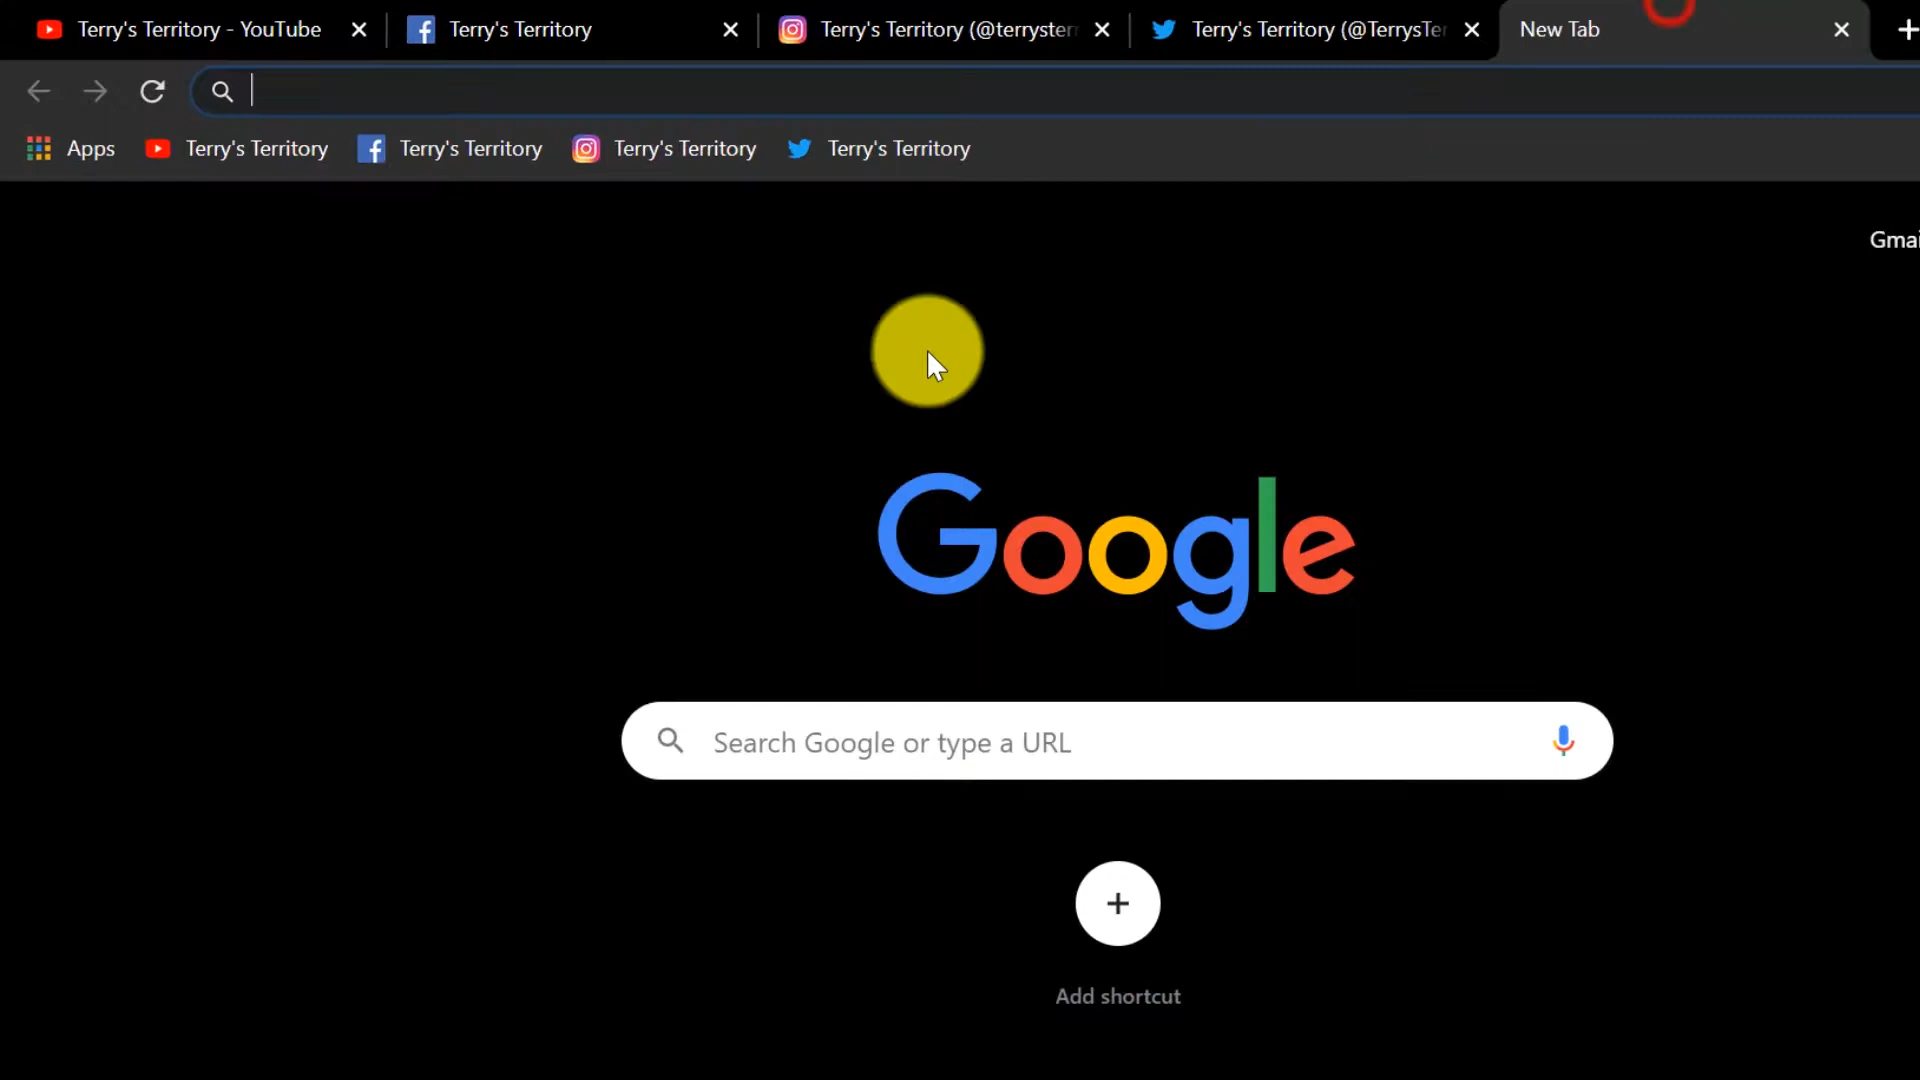 Terry's Territory - YouTube
Terry's Territory
Terry's Territory (@terryster
Terry's Territory (@TerrysTer
New Tab
Apps
Terry's Territory
Terry's Territory
Terry's Territory
Terry's Territory
Gmai
Google
Search Google or type a URL
Add shortcut